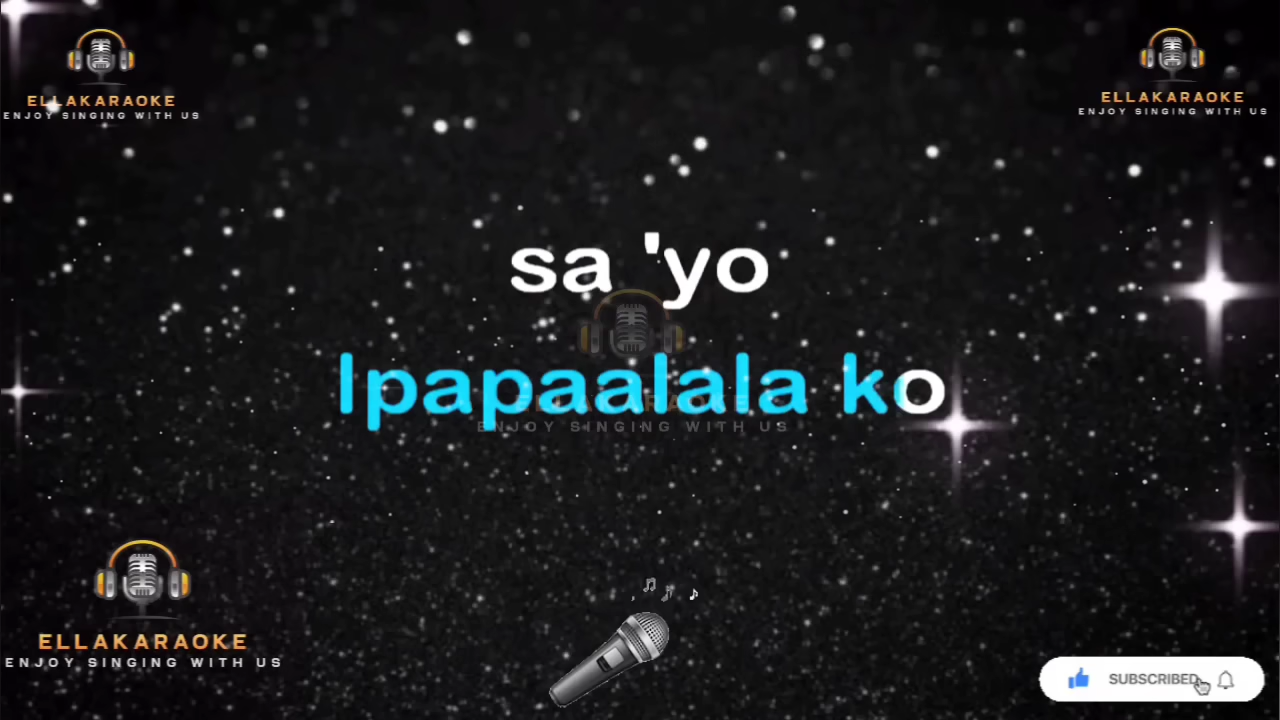 ELLAKARAOKE
ENJOY SINGING WITH US
ELLAKARAOKE
ENJOY SINGING WITH US
sa 'yo
Ipapaalala ko
ELLAKARAOKE
ENJOY SINGING WITH US
ELLAKARAOKE
ENJOY SINGING WITH US
SUBSCRIBED